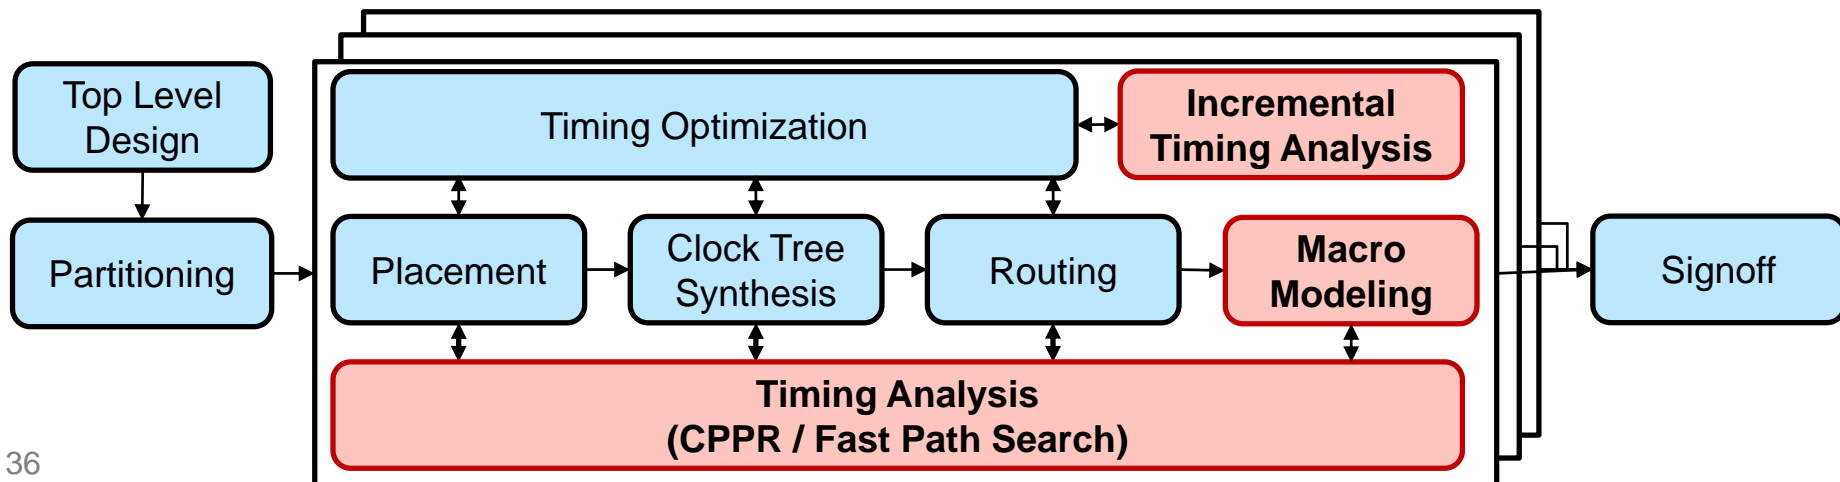 Top Level
Design
Timing Optimization
Incremental
Timing Analysis
Partitioning
Placement
Clock Tree
Synthesis
Routing
Macro
Modeling
Signoff
Timing Analysis
(CPPR / Fast Path Search)
36